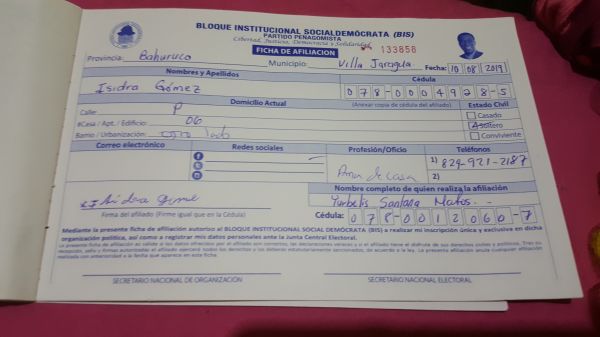 BLOQUE INSTITUCIONAL SOCIALDEMÓCRATA (BIS)
PARTIDO PEÑAGOMISTA
Libertad, Justicia, Democracia y Solidaridad
FICHA DE AFILIACIÓN
133858
Provincia: Bahuruco Municipio: Villa Jaragua Fecha: 10 08 2019
Nombres y Apellidos Cédula
Isidra Gómez 078-0004928-5
Domicilio Actual (Anexar copia de cédula del afiliado) Estado Civil
Calle: P Casado
#Casa / Apt. / Edificio: 06 Soltero
Barrio / Urbanización: Conviviente
Correo electrónico Redes sociales Profesión/Oficio Teléfonos
Ama de casa 1) 829-921-2187
2)
Nombre completo de quien realiza la afiliación
Yurbelis Santana Matos.
Firma del afiliado (Firme igual que en la Cédula) Cédula: 078-0012060-7
Mediante la presente ficha de afiliación autorizo al BLOQUE INSTITUCIONAL SOCIALDEMÓCRATA (BIS) a realizar mi inscripción única y exclusiva en dicha
organización política, así como a registrar mis datos personales ante la Junta Central Electoral.
SECRETARIO NACIONAL DE ORGANIZACIÓN SECRETARIO NACIONAL ELECTORAL